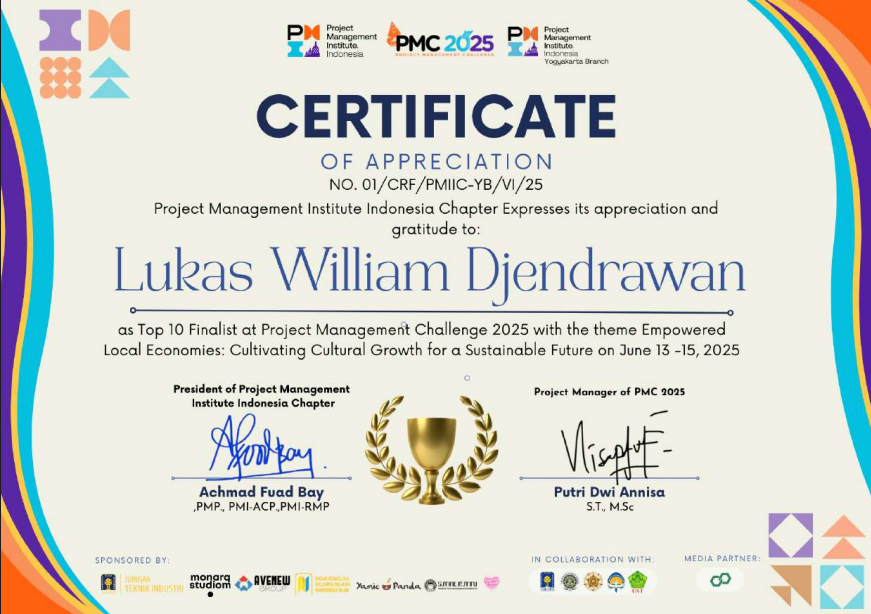 Project
Management
Institute.
Indonesia
PMC 2025
PROJECT MANAGEMENT CHALLENGE
Project
Management
Institute.
Indonesia
Yogyakarta Branch
CERTIFICATE
OF APPRECIATION
NO. 01/CRF/PMIIC-YB/VI/25
Project Management Institute Indonesia Chapter Expresses its appreciation and
gratitude to:
Lukas William Djendrawan
as Top 10 Finalist at Project Management Challenge 2025 with the theme Empowered
Local Economies: Cultivating Cultural Growth for a Sustainable Future on June 13 -15, 2025
President of Project Management
Institute Indonesia Chapter
Project Manager of PMC 2025
Achmad Fuad Bay
,PMP., PMI-ACP.,PMI-RMP
Putri Dwi Annisa
S.T., M.Sc
SPONSORED BY:
IN COLLABORATION WITH:
MEDIA PARTNER:
JURUSAN
TEKNIK INDUSTRI
monarq
studiom
AVENEW
GROUP
Yanic Panda
UST